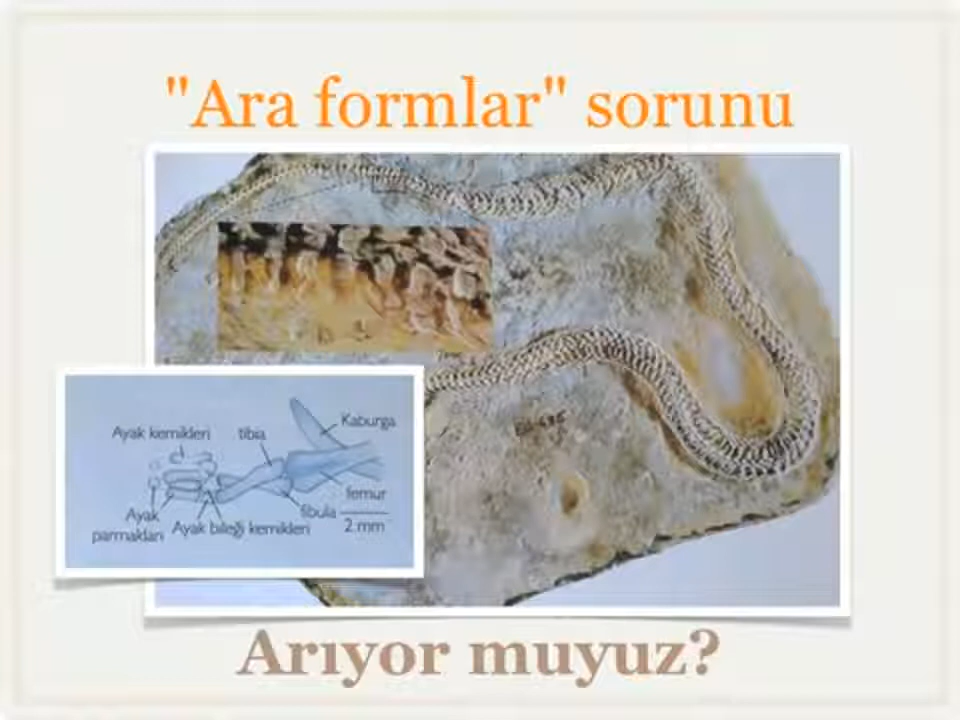 "Ara formlar" sorunu
Ayak kemikleri
tibia
Kaburga
femur
fibula
2 mm
Ayak
parmakları
Ayak bileği kemikleri
Arıyor muyuz?